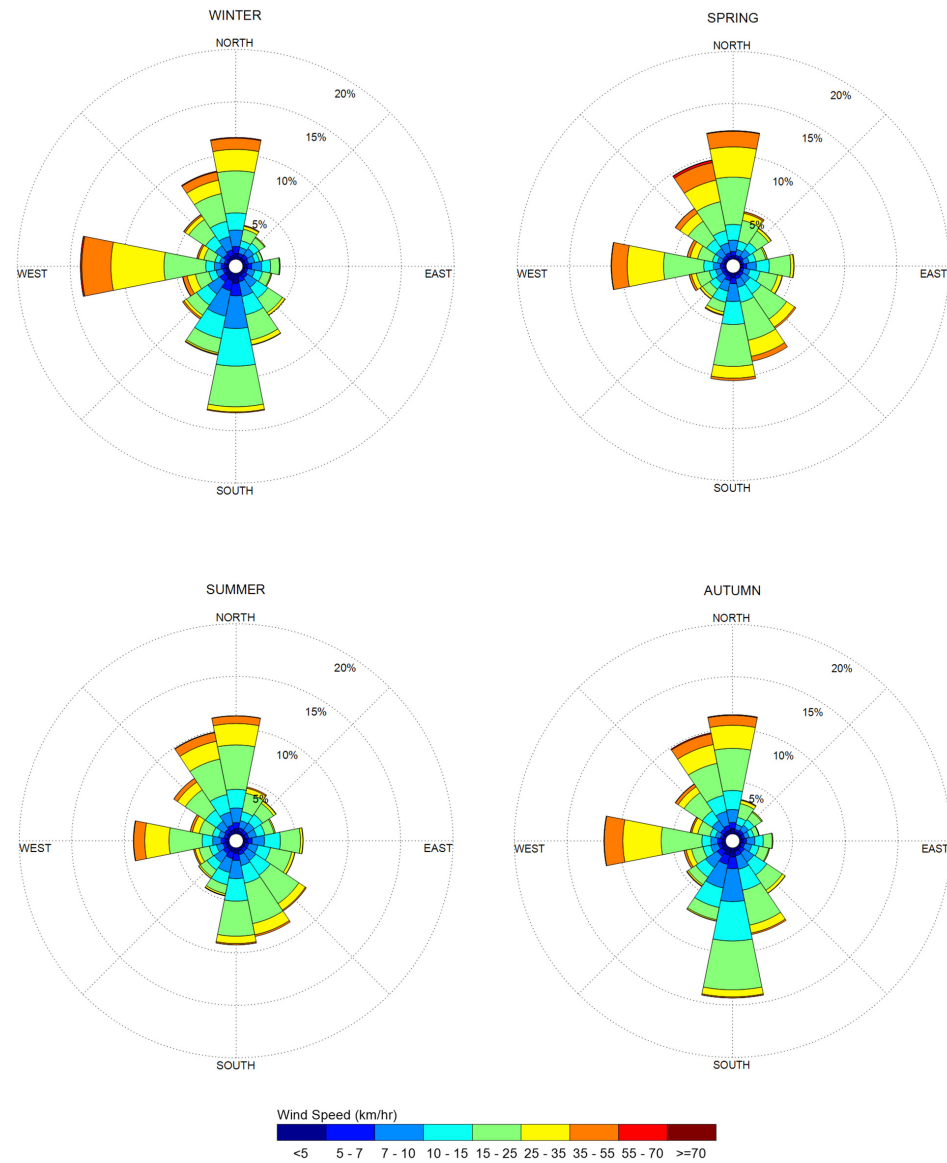 WINTER
NORTH
20%
15%
10%
5%
WEST
EAST
SOUTH
SPRING
NORTH
20%
15%
10%
5%
WEST
EAST
SOUTH
SUMMER
NORTH
20%
15%
10%
5%
WEST
EAST
SOUTH
AUTUMN
NORTH
20%
15%
10%
5%
WEST
EAST
SOUTH
Wind Speed (km/hr)
<5 5 - 7 7 - 10 10 - 15 15 - 25 25 - 35 35 - 55 55 - 70 >=70